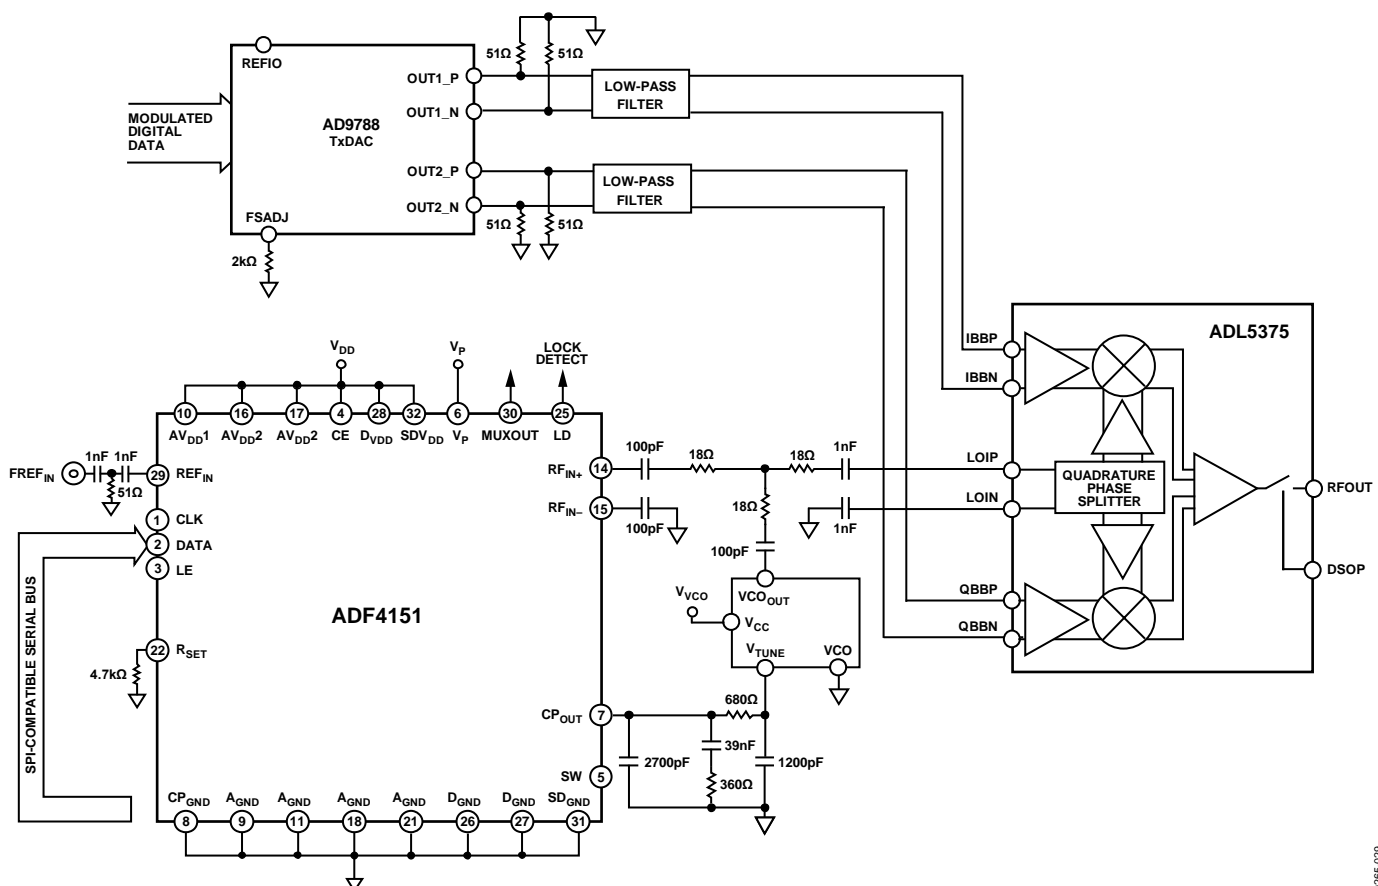 51Ω
51Ω
REFIO
OUT1_P
OUT1_N
LOW-PASS
FILTER
MODULATED
DIGITAL
DATA
AD9788
TxDAC
OUT2_P
OUT2_N
LOW-PASS
FILTER
FSADJ
51Ω
51Ω
2kΩ
ADL5375
IBBP
IBBN
LOIP
LOIN
QUADRATURE
PHASE
SPLITTER
RFOUT
DSOP
QBBP
QBBN
VDD
VP
LOCK
DETECT
10
16
17
4
28
32
6
30
25
AVDD1
AVDD2
AVDD2
CE
DVDD
SDVDD
VP
MUXOUT
LD
1nF
1nF
FREFIN
51Ω
29
REFIN
1
CLK
2
DATA
3
LE
SPI-COMPATIBLE SERIAL BUS
ADF4151
22
RSET
4.7kΩ
RFIN+
14
100pF
18Ω
18Ω
1nF
RFIN–
15
100pF
18Ω
1nF
100pF
VVCO
VCOOUT
VCC
VTUNE
VCO
680Ω
CPOUT
7
2700pF
39nF
360Ω
1200pF
SW
5
CPGND
AGND
AGND
AGND
AGND
DGND
DGND
SDGND
8
9
11
18
21
26
27
31